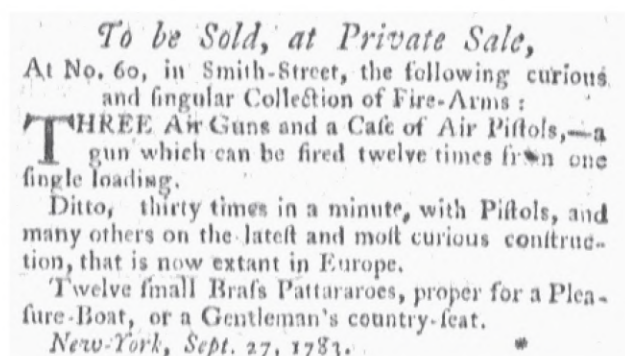 To be Sold, at Private Sale,
At No. 60, in Smith-Street, the following curious
and ſingular Collection of Fire-Arms :
THREE Air Guns and a Caſe of Air Piſtols,—a
gun which can be fired twelve times from one
ſingle loading.
Ditto, thirty times in a minute, with Piſtols, and
many others on the lateſt and moſt curious conſtruc-
tion, that is now extant in Europe.
Twelve ſmall Braſs Pattararoes, proper for a Plea-
ſure-Boat, or a Gentleman's country-ſeat.
New-York, Sept. 27, 1783. *